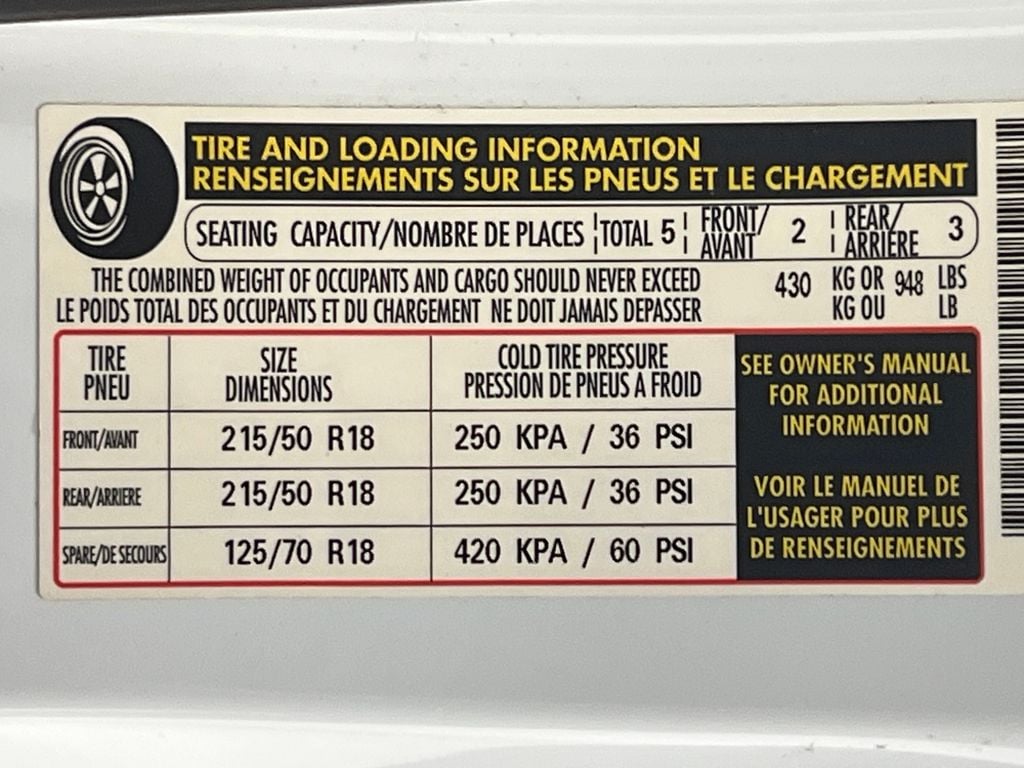 TIRE AND LOADING INFORMATION
RENSEIGNEMENTS SUR LES PNEUS ET LE CHARGEMENT
SEATING CAPACITY/NOMBRE DE PLACES TOTAL 5 FRONT/AVANT 2 REAR/ARRIÈRE 3
THE COMBINED WEIGHT OF OCCUPANTS AND CARGO SHOULD NEVER EXCEED 430 KG OR 948 LBS
LE POIDS TOTAL DES OCCUPANTS ET DU CHARGEMENT NE DOIT JAMAIS DEPASSER KG OU LB
TIRE SIZE COLD TIRE PRESSURE
PNEU DIMENSIONS PRESSION DE PNEUS A FROID
FRONT/AVANT 215/50 R18 250 KPA / 36 PSI
REAR/ARRIERE 215/50 R18 250 KPA / 36 PSI
SPARE/DE SECOURS 125/70 R18 420 KPA / 60 PSI
SEE OWNER'S MANUAL
FOR ADDITIONAL
INFORMATION
VOIR LE MANUEL DE
L'USAGER POUR PLUS
DE RENSEIGNEMENTS